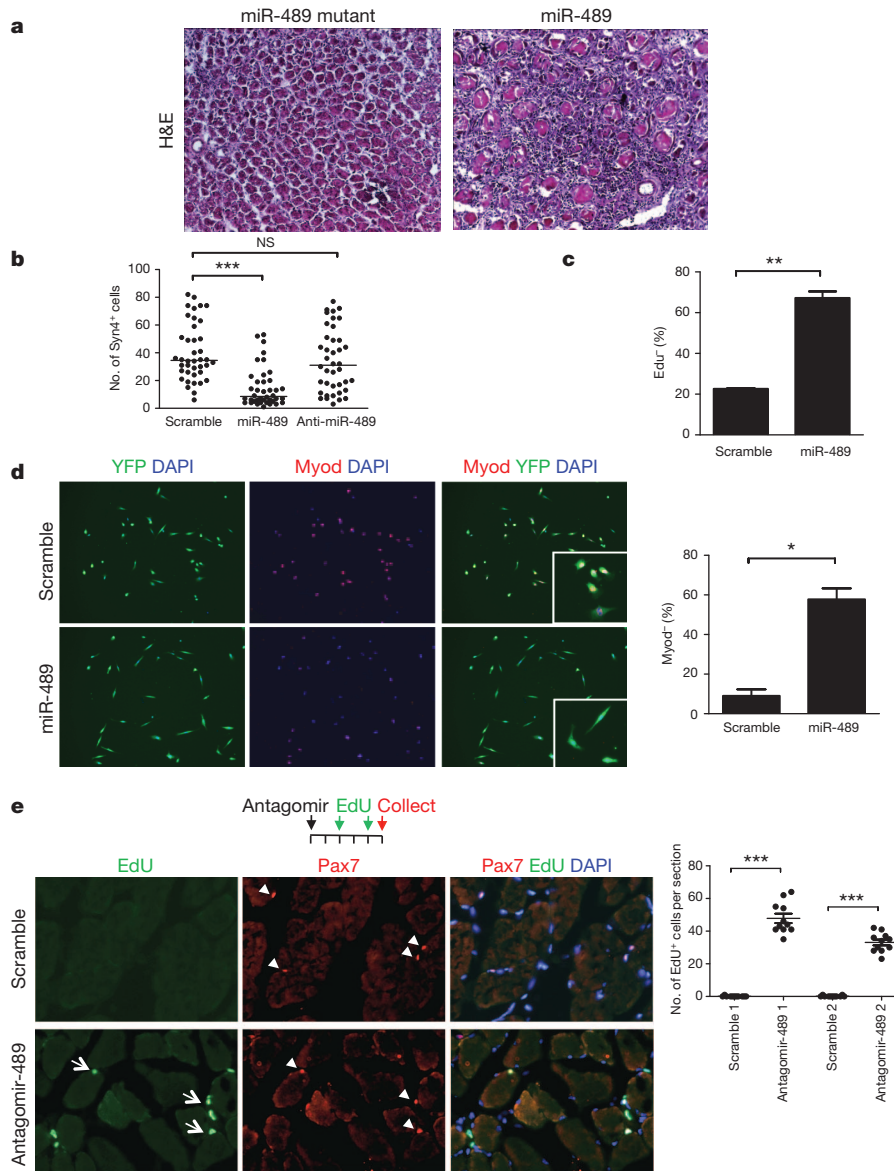 a
miR-489 mutant
miR-489
H&E
b
NS
***
No. of Syn4⁺ cells
100
80
60
40
20
0
Scramble
miR-489
Anti-miR-489
c
**
Edu⁻ (%)
80
60
40
20
0
Scramble
miR-489
d
YFP DAPI
Myod DAPI
Myod YFP DAPI
Scramble
miR-489
*
Myod⁻ (%)
80
60
40
20
0
Scramble
miR-489
e
Antagomir EdU Collect
EdU
Pax7
Pax7 EdU DAPI
Scramble
Antagomir-489
***
***
No. of EdU⁺ cells per section
80
60
40
20
0
Scramble 1
Antagomir-489 1
Scramble 2
Antagomir-489 2